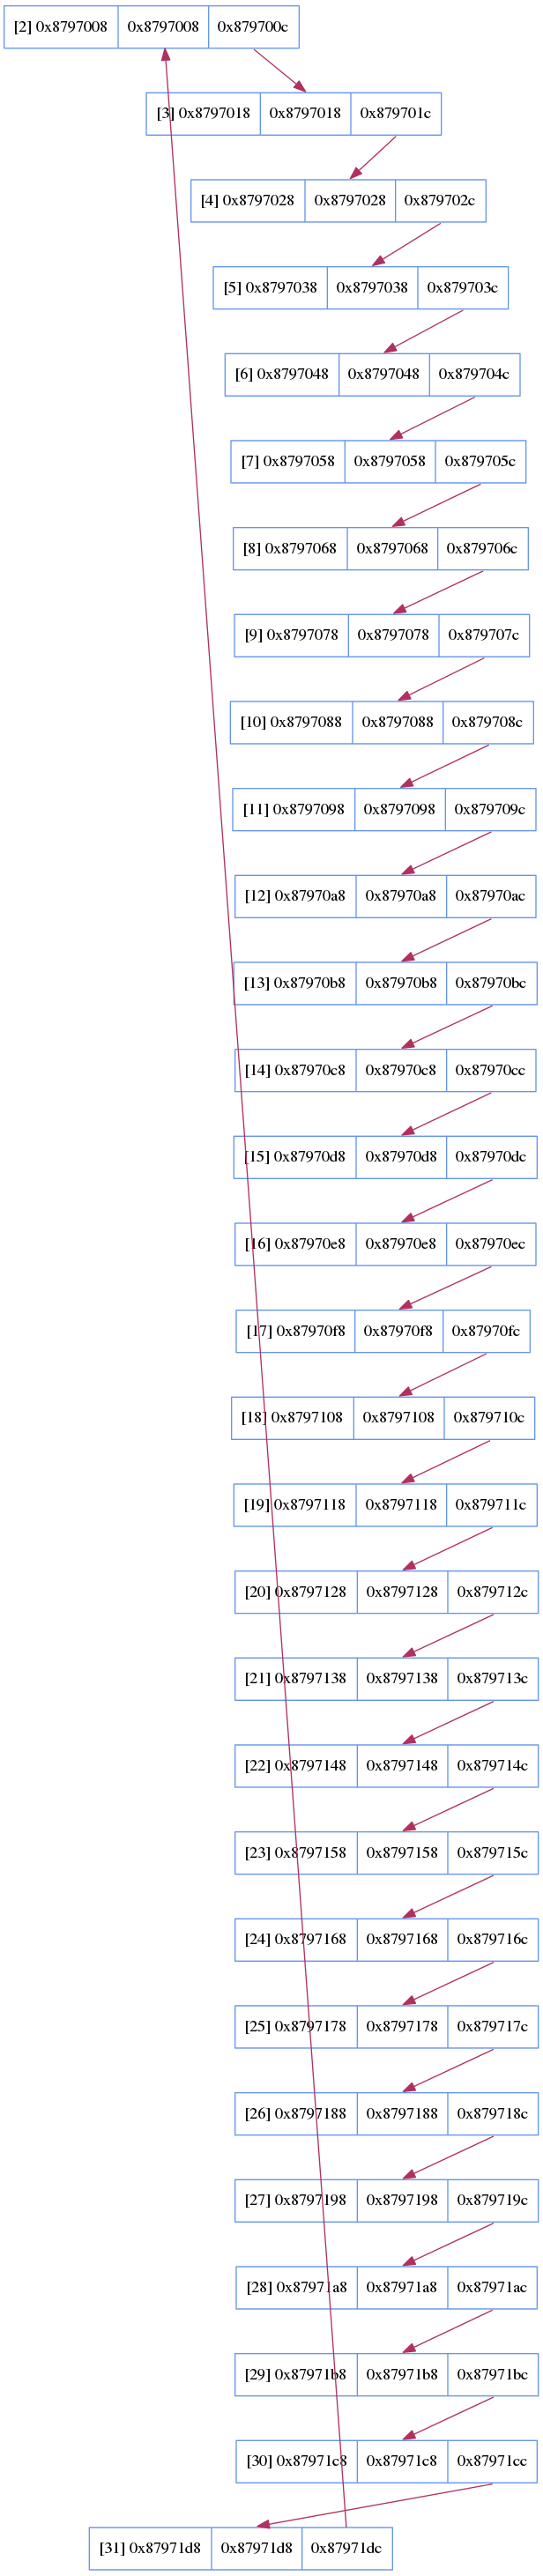 [2] 0x8797008 0x8797008 0x879700c
[3] 0x8797018 0x8797018 0x879701c
[4] 0x8797028 0x8797028 0x879702c
[5] 0x8797038 0x8797038 0x879703c
[6] 0x8797048 0x8797048 0x879704c
[7] 0x8797058 0x8797058 0x879705c
[8] 0x8797068 0x8797068 0x879706c
[9] 0x8797078 0x8797078 0x879707c
[10] 0x8797088 0x8797088 0x879708c
[11] 0x8797098 0x8797098 0x879709c
[12] 0x87970a8 0x87970a8 0x87970ac
[13] 0x87970b8 0x87970b8 0x87970bc
[14] 0x87970c8 0x87970c8 0x87970cc
[15] 0x87970d8 0x87970d8 0x87970dc
[16] 0x87970e8 0x87970e8 0x87970ec
[17] 0x87970f8 0x87970f8 0x87970fc
[18] 0x8797108 0x8797108 0x879710c
[19] 0x8797118 0x8797118 0x879711c
[20] 0x8797128 0x8797128 0x879712c
[21] 0x8797138 0x8797138 0x879713c
[22] 0x8797148 0x8797148 0x879714c
[23] 0x8797158 0x8797158 0x879715c
[24] 0x8797168 0x8797168 0x879716c
[25] 0x8797178 0x8797178 0x879717c
[26] 0x8797188 0x8797188 0x879718c
[27] 0x8797198 0x8797198 0x879719c
[28] 0x87971a8 0x87971a8 0x87971ac
[29] 0x87971b8 0x87971b8 0x87971bc
[30] 0x87971c8 0x87971c8 0x87971cc
[31] 0x87971d8 0x87971d8 0x87971dc